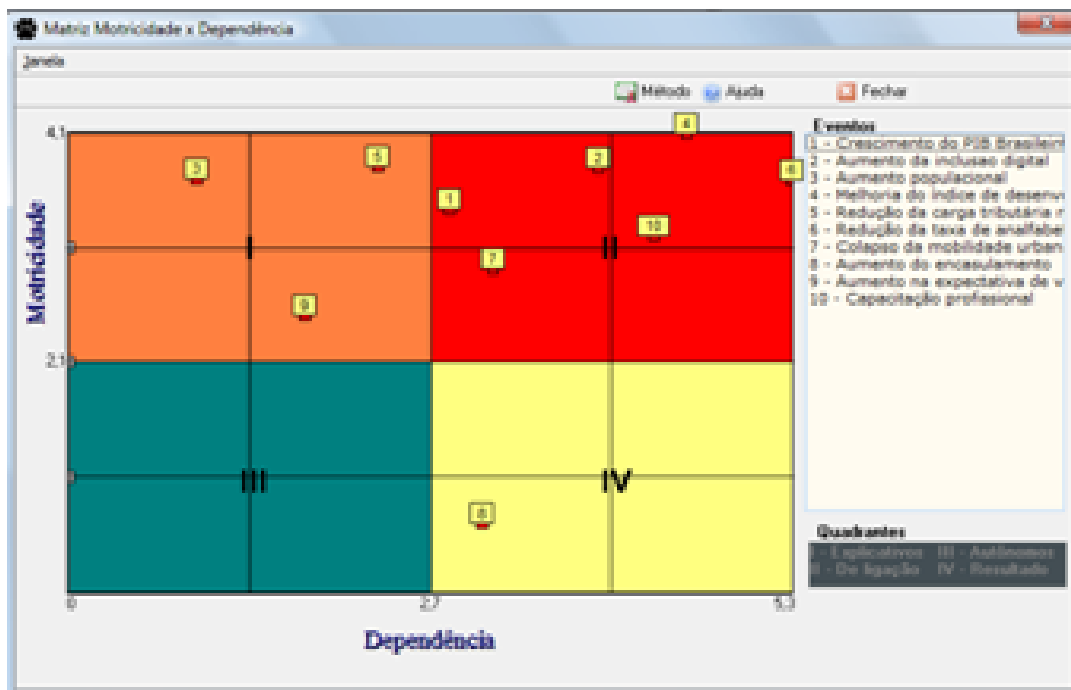 Matriz Motricidade x Dependência
Janela
Método Ajuda Fechar
Motricidade
4,1
2,1
0
2,7
5,3
Dependência
I
II
III
IV
3
5
1
2
4
6
10
7
9
8
Eventos
1 - Crescimento do PIB Brasileir
2 - Aumento da inclusao digital
3 - Aumento populacional
4 - Melhoria do índice de desenv
5 - Redução da carga tributária
6 - Redução da taxa de analfabe
7 - Colapso da mobilidade urban
8 - Aumento do encasulamento
9 - Aumento na expectativa de v
10 - Capacitação profissional
Quadrantes
I - Explicativos III - Autônomos
II - De ligação IV - Resultado